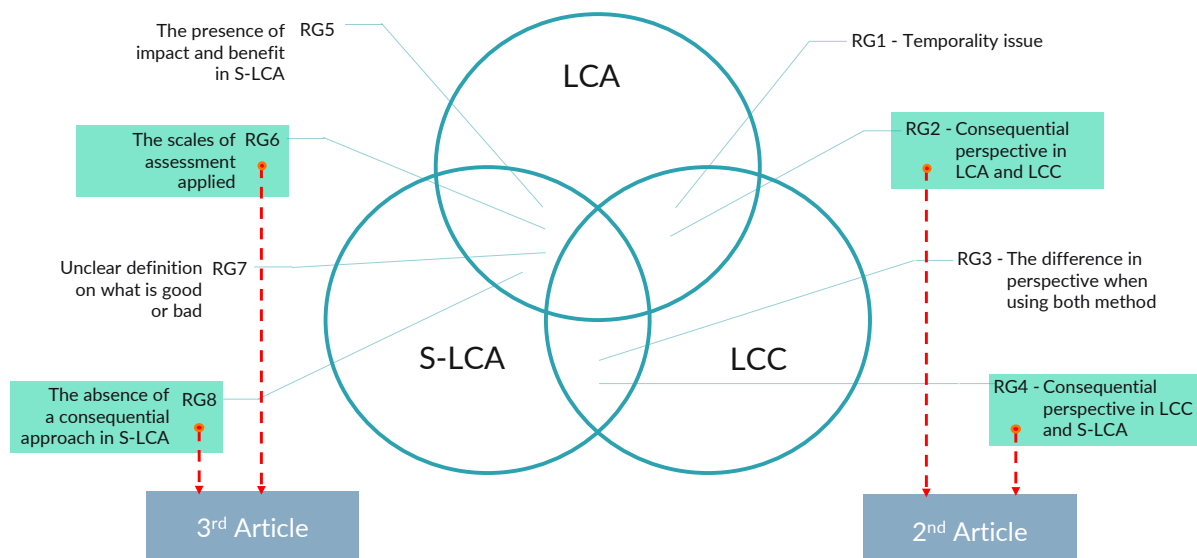 The presence of RG5
impact and benefit
in S-LCA
RG1 - Temporality issue
LCA
The scales of RG6
assessment
applied
RG2 - Consequential
perspective in
LCA and LCC
Unclear definition RG7
on what is good
or bad
RG3 - The difference in
perspective when
using both method
S-LCA
LCC
The absence of RG8
a consequential
approach in S-LCA
RG4 - Consequential
perspective in LCC
and S-LCA
3rd Article
2nd Article